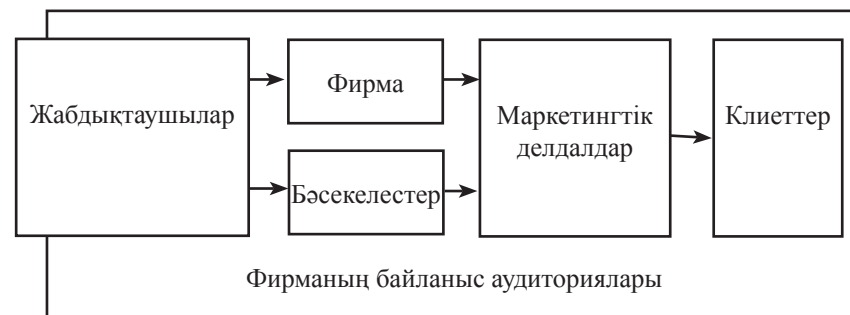 Жабдықтаушылар
Фирма
Бәсекелестер
Маркетингтік
делдалдар
Клиеттер
Фирманың байланыс аудиториялары